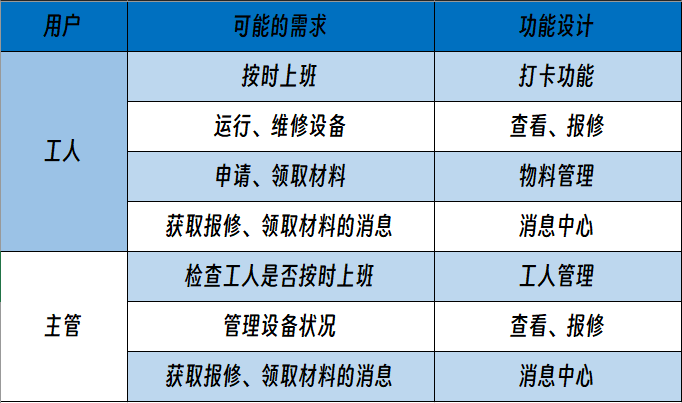 用户 可能的需求 功能设计
工人
按时上班 打卡功能
运行、维修设备 查看、报修
申请、领取材料 物料管理
获取报修、领取材料的消息 消息中心
主管
检查工人是否按时上班 工人管理
管理设备状况 查看、报修
获取报修、领取材料的消息 消息中心